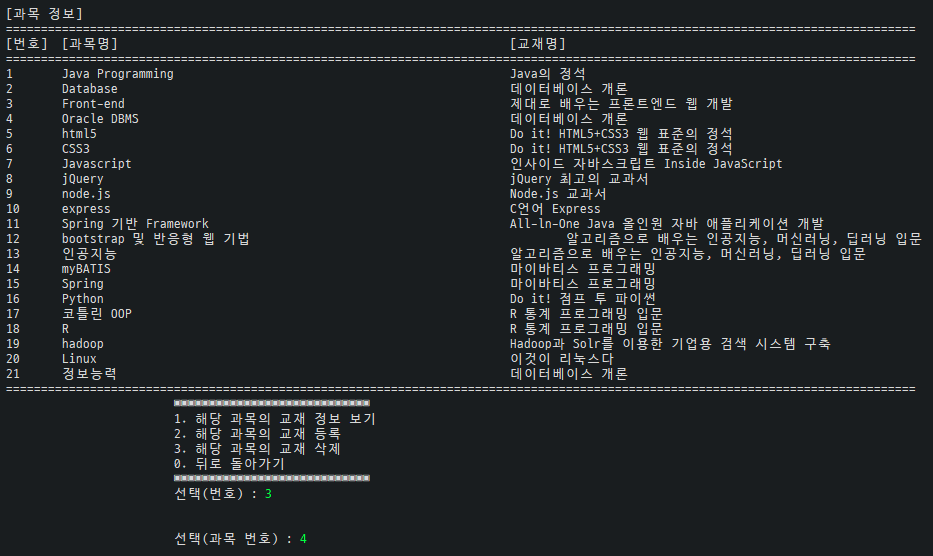 [과목 정보]
==================================================================================================================================
[번호] [과목명] [교재명]
==================================================================================================================================
1 Java Programming Java의 정석
2 Database 데이터베이스 개론
3 Front-end 제대로 배우는 프론트엔드 웹 개발
4 Oracle DBMS 데이터베이스 개론
5 html5 Do it! HTML5+CSS3 웹 표준의 정석
6 CSS3 Do it! HTML5+CSS3 웹 표준의 정석
7 Javascript 인사이드 자바스크립트 Inside JavaScript
8 jQuery jQuery 최고의 교과서
9 node.js Node.js 교과서
10 express C언어 Express
11 Spring 기반 Framework All-ln-One Java 올인원 자바 애플리케이션 개발
12 bootstrap 및 반응형 웹 기법 알고리즘으로 배우는 인공지능, 머신러닝, 딥러닝 입문
13 인공지능 알고리즘으로 배우는 인공지능, 머신러닝, 딥러닝 입문
14 myBATIS 마이바티스 프로그래밍
15 Spring 마이바티스 프로그래밍
16 Python Do it! 점프 투 파이썬
17 코틀린 OOP R 통계 프로그래밍 입문
18 R R 통계 프로그래밍 입문
19 hadoop Hadoop과 Solr를 이용한 기업용 검색 시스템 구축
20 Linux 이것이 리눅스다
21 정보능력 데이터베이스 개론
==================================================================================================================================
1. 해당 과목의 교재 정보 보기
2. 해당 과목의 교재 등록
3. 해당 과목의 교재 삭제
0. 뒤로 돌아가기
선택(번호) : 3
선택(과목 번호) : 4